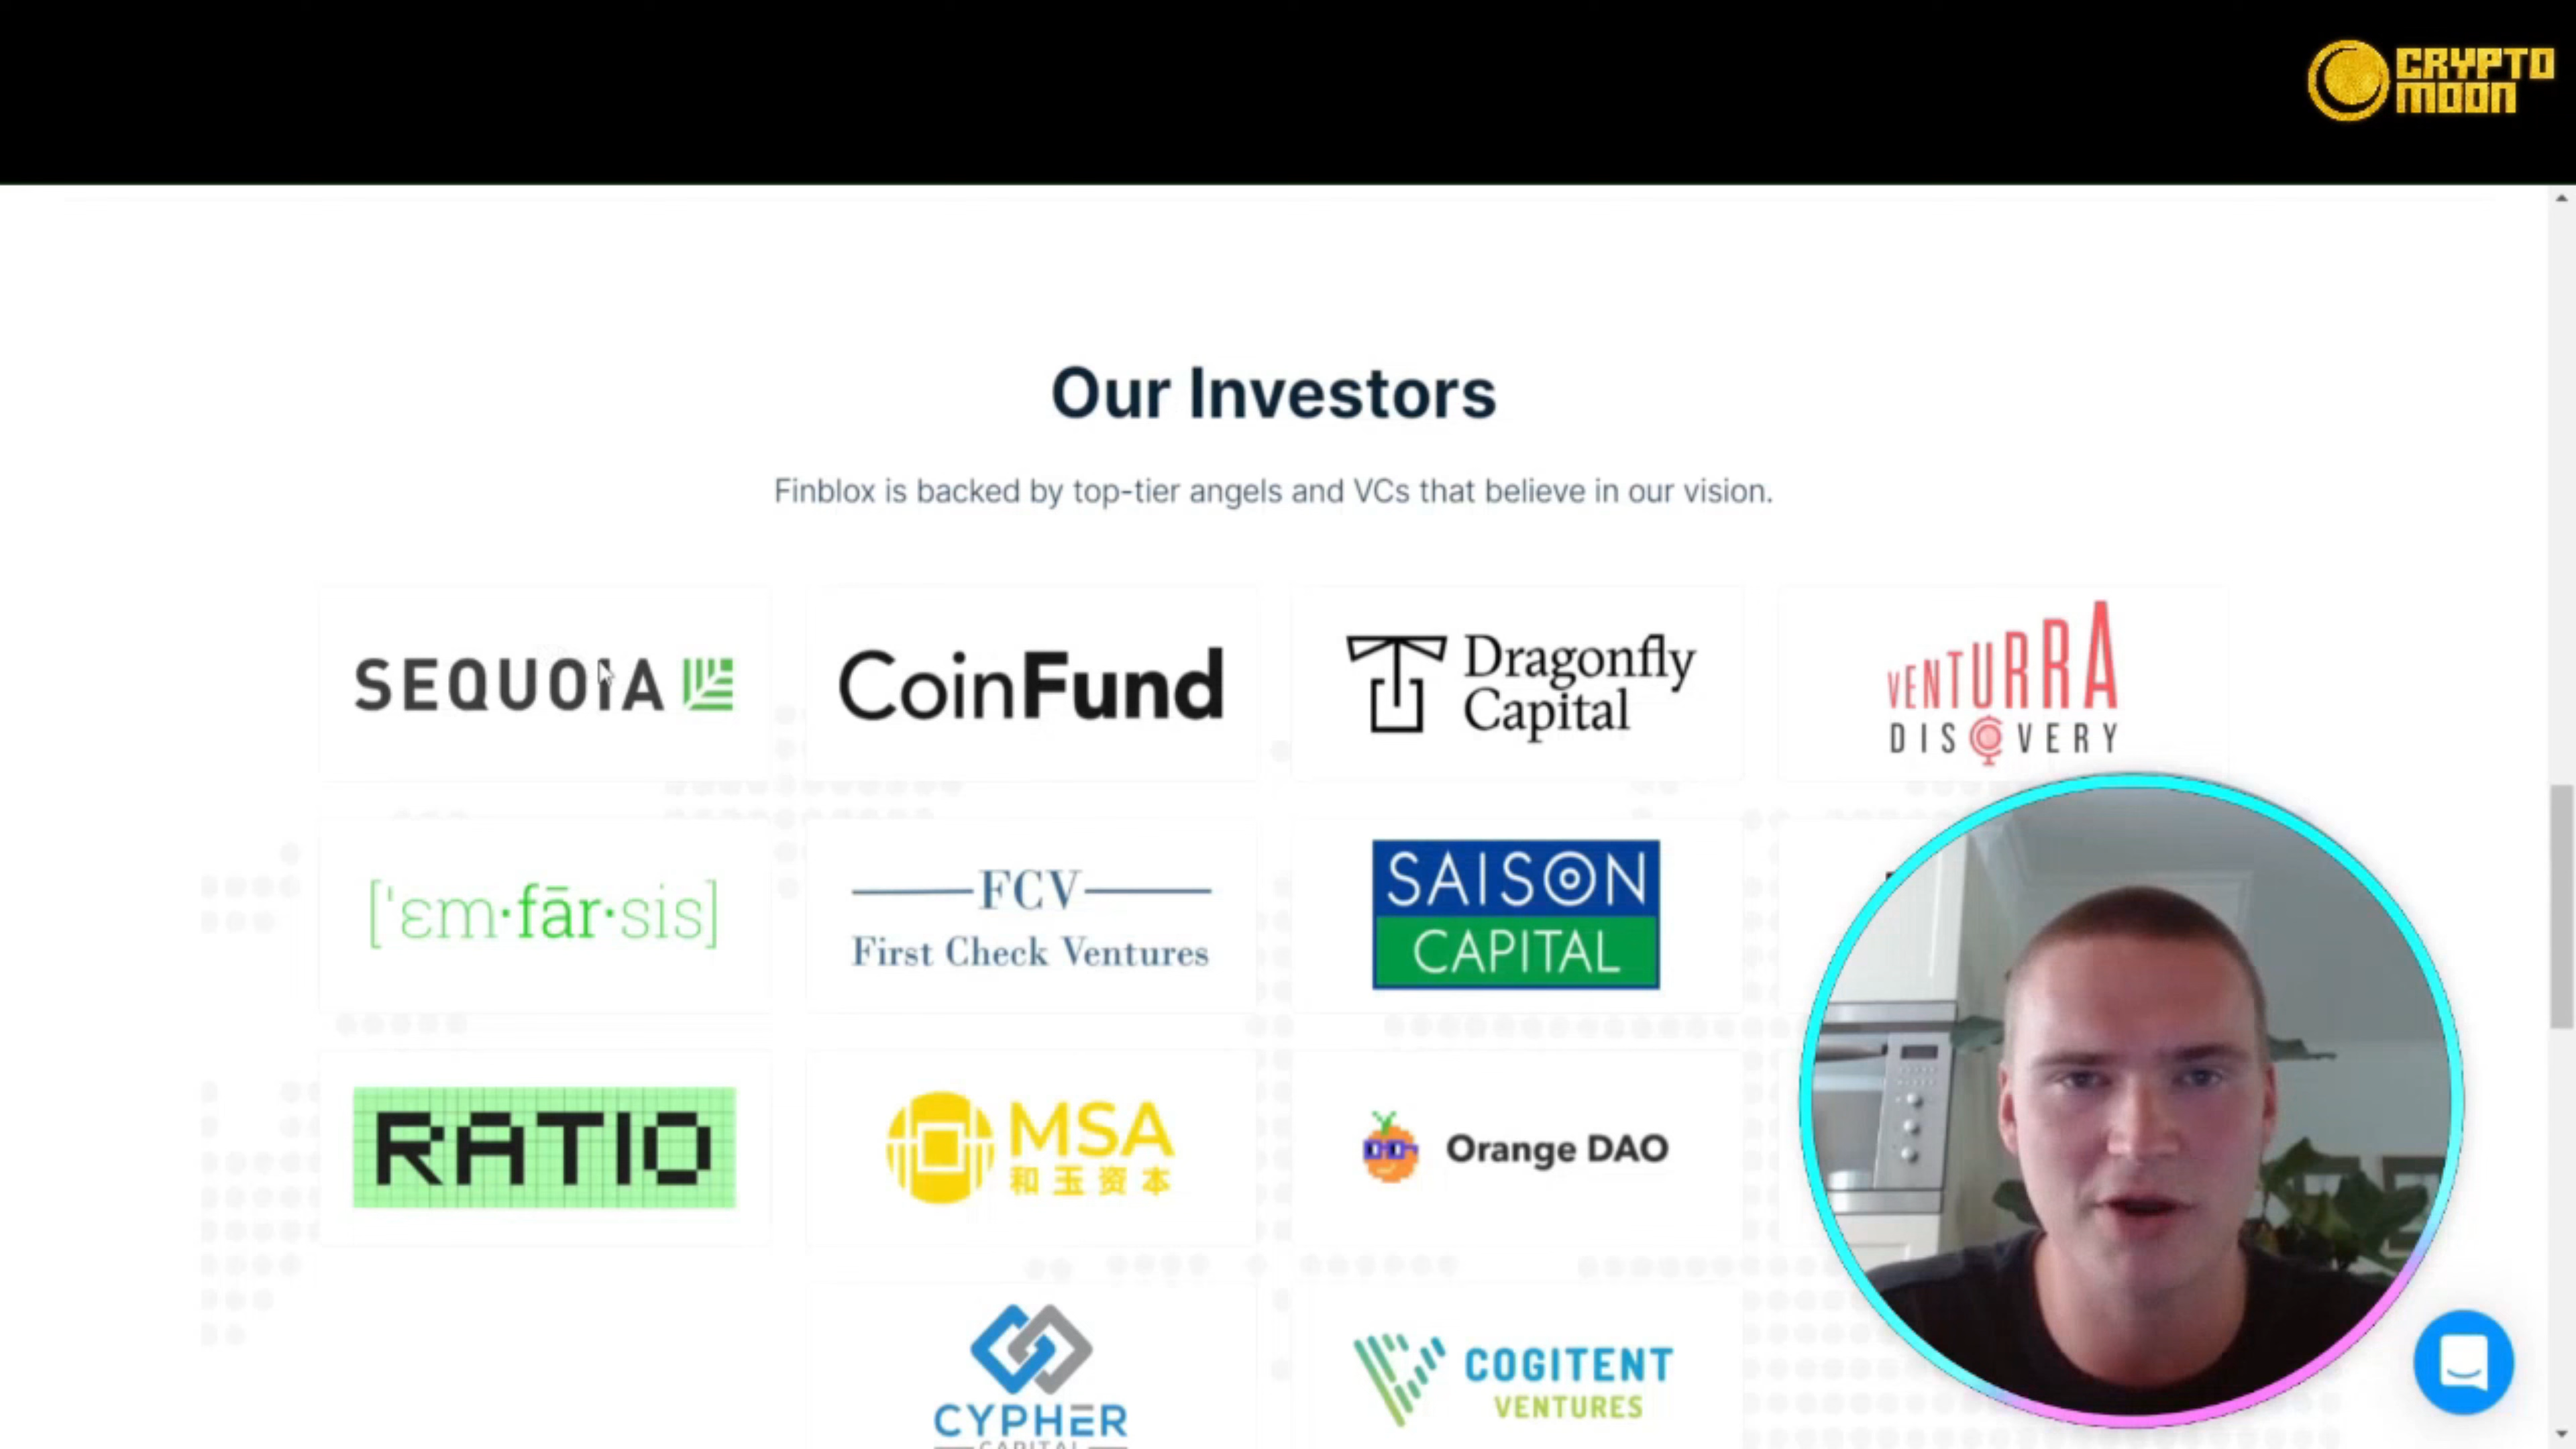 CRYPTO
MOON
Our Investors
Finblox is backed by top-tier angels and VCs that believe in our vision.
SEQUOIA
CoinFund
Dragonfly
Capital
VENTURRA
DISCOVERY
['ɛm·fār·sis]
FCV
First Check Ventures
SAISON
CAPITAL
RATIO
MSA
和玉资本
Orange DAO
CYPHER
CAPITAL
COGITENT
VENTURES